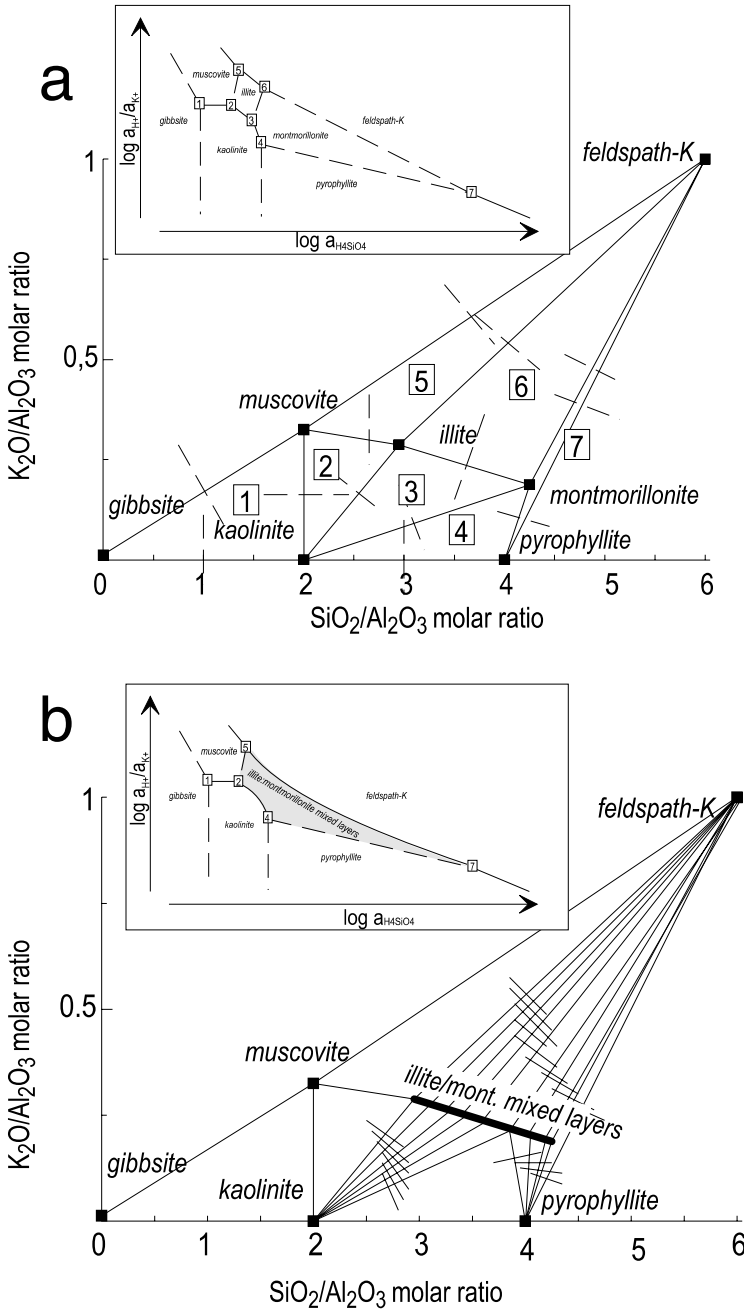 a
log aH+/aK+
muscovite
5
6
illite
1
2
gibbsite
3
feldspath-K
montmorillonite
4
kaolinite
pyrophyllite
7
log aH4SiO4
K2O/Al2O3 molar ratio
1
feldspath-K
0,5
5
6
muscovite
illite
7
2
3
1
gibbsite
montmorillonite
kaolinite
4
pyrophyllite
0 1 2 3 4 5 6
SiO2/Al2O3 molar ratio
b
log aH+/aK+
muscovite
5
illite:montmorillonite mixed layers
gibbsite
1
2
feldspath-K
kaolinite
4
pyrophyllite
7
log aH4SiO4
K2O/Al2O3 molar ratio
1
feldspath-K
0.5
muscovite
illite/mont. mixed layers
gibbsite
kaolinite
pyrophyllite
0 1 2 3 4 5 6
SiO2/Al2O3 molar ratio